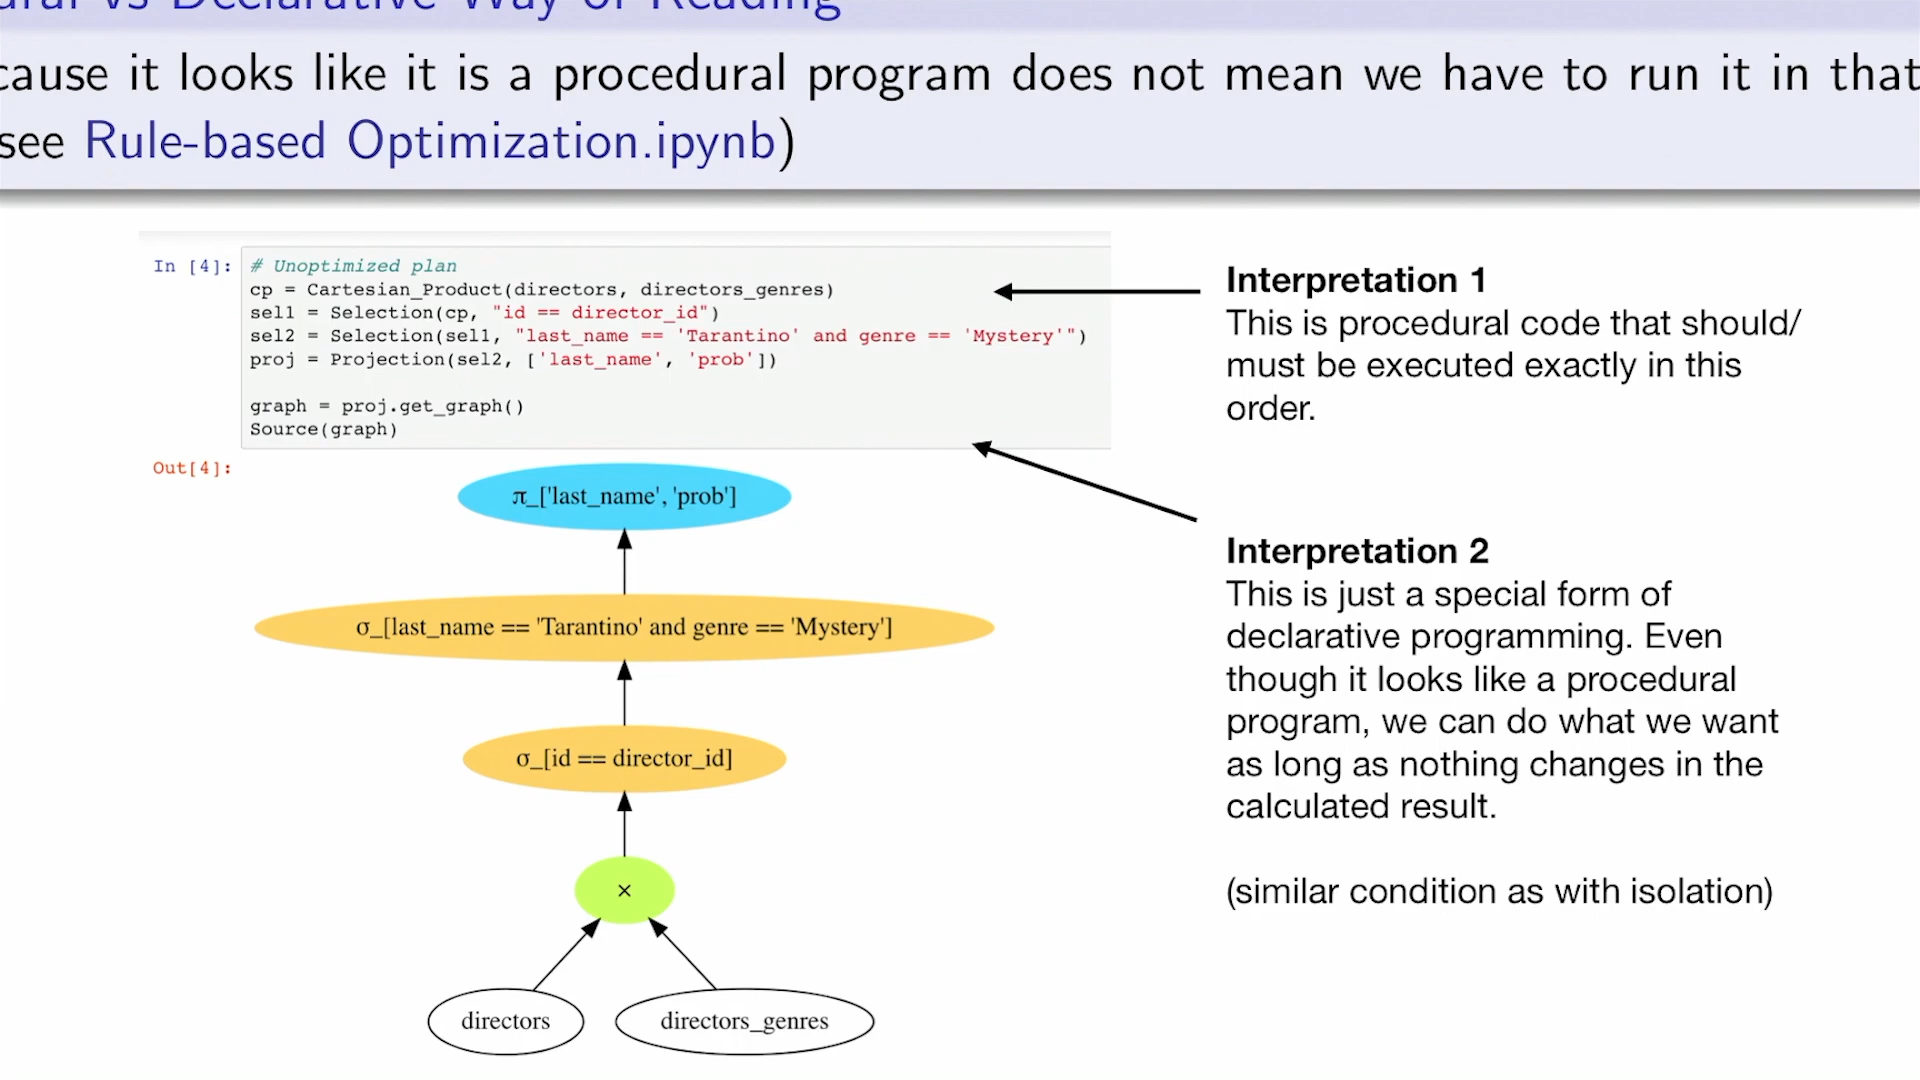 vs Declarative Way of Reading
it looks like it is a procedural program does not mean we have to run it in that
see Rule-based Optimization.ipynb)
In [4]:
# Unoptimized plan
cp = Cartesian_Product(directors, directors_genres)
sel1 = Selection(cp, "id == director_id")
sel2 = Selection(sel1, "last_name == 'Tarantino' and genre == 'Mystery'")
proj = Projection(sel2, ['last_name', 'prob'])
graph = proj.get_graph()
Source(graph)
Out[4]:
π_['last_name', 'prob']
σ_[last_name == 'Tarantino' and genre == 'Mystery']
σ_[id == director_id]
×
directors
directors_genres
Interpretation 1
This is procedural code that should/
must be executed exactly in this
order.
Interpretation 2
This is just a special form of
declarative programming. Even
though it looks like a procedural
program, we can do what we want
as long as nothing changes in the
calculated result.
(similar condition as with isolation)